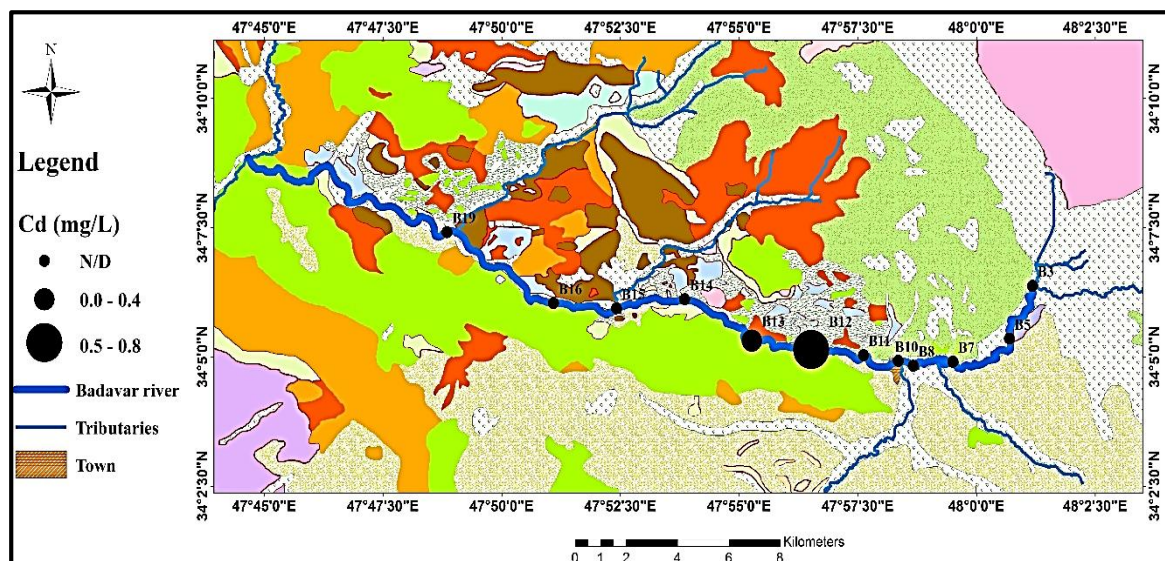 47°45'0"E 47°47'30"E 47°50'0"E 47°52'30"E 47°55'0"E 47°57'30"E 48°0'0"E 48°2'30"E
N
34°10'0"N 34°10'0"N
Legend
Cd (mg/L)
N/D
0.0 - 0.4
0.5 - 0.8
Badavar river
Tributaries
Town
34°7'30"N 34°7'30"N
B19
B3
B16 B15 B14
B13 B12 B5
B11 B10 B8 B7
34°5'0"N 34°5'0"N
34°2'30"N 34°2'30"N
47°45'0"E 47°47'30"E 47°50'0"E 47°52'30"E 47°55'0"E 47°57'30"E 48°0'0"E 48°2'30"E
Kilometers
0 1 2 4 6 8